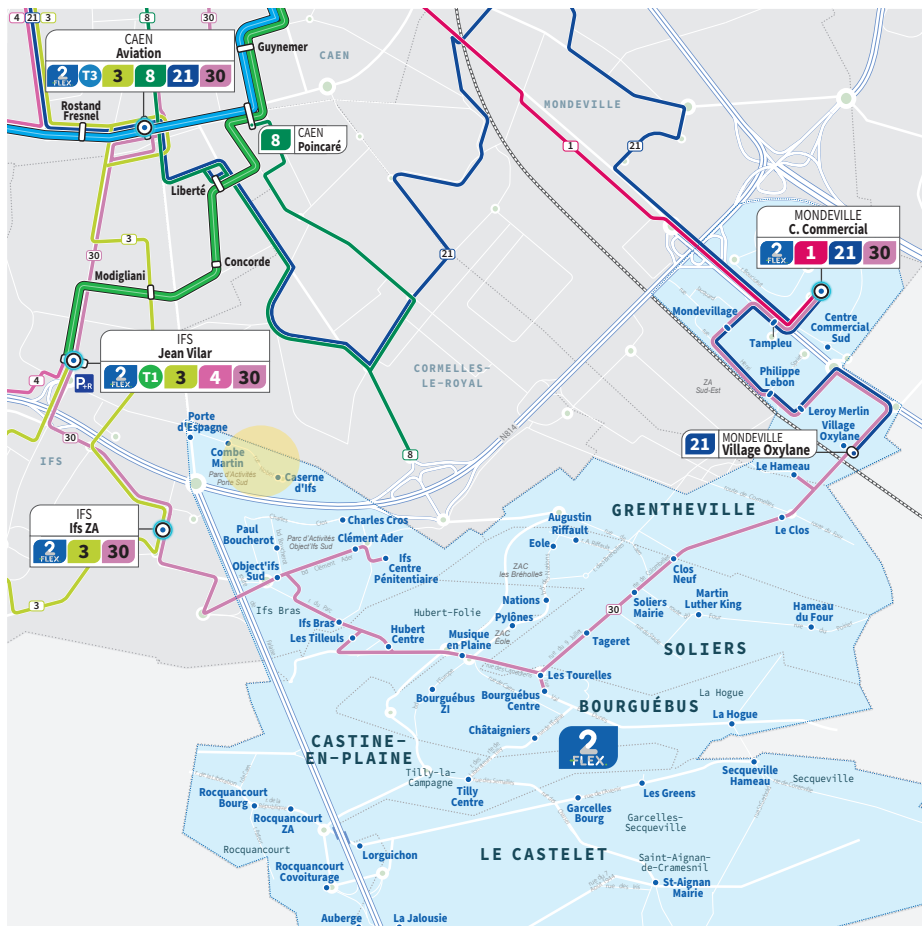 4 21 3
8
30
CAEN
Aviation
2 FLEX T3 3 8 21 30
Guynemer
CAEN
Rostand
Fresnel
8 CAEN
Poincaré
MONDEVILLE
1
21
Liberté
3
30
21
Concorde
Modigliani
MONDEVILLE
C. Commercial
2 FLEX 1 21 30
Mondevillage
Tampleu
Centre
Commercial
Sud
IFS
Jean Vilar
2 FLEX T1 3 4 30
P+R
4
CORMELLES-
LE-ROYAL
Philippe
Lebon
ZA
Sud-Est
Leroy Merlin
Village
Oxylane
21 MONDEVILLE
Village Oxylane
N814
8
30
IFS
Porte
d'Espagne
Combe
Martin
Parc d'Activités
Porte Sud
Caserne
d'Ifs
Le Hameau
Le Clos
GRENTHEVILLE
IFS
Ifs ZA
2 FLEX 3 30
3
Paul
Boucherot
Charles Cros
Parc d'Activités
Object'Ifs Sud
Clément Ader
Ifs
Centre
Pénitentiaire
Object'ifs
Sud
Augustin
Riffault
Eole
ZAC
les Bréholles
Clos
Neuf
Nations
Soliers
Mairie
Martin
Luther King
Hameau
du Four
Ifs Bras
Ifs Bras
Les Tilleuls
Hubert-Folie
Hubert
Centre
Pylônes
ZAC
Éole
Musique
en Plaine
30
Tageret
SOLIERS
Les Tourelles
Bourguébus
ZI
Bourguébus
Centre
BOURGUÉBUS
La Hogue
La Hogue
2 FLEX
Châtaigniers
CASTINE-
EN-PLAINE
Tilly-la-
Campagne
Tilly
Centre
Secqueville
Hameau
Secqueville
Les Greens
Garcelles
Bourg
Garcelles-
Secqueville
Rocquancourt
Bourg
Rocquancourt
ZA
Rocquancourt
Lorguichon
Rocquancourt
Covoiturage
LE CASTELET
Saint-Aignan-
de-Cramesnil
St-Aignan
Mairie
Auberge
La Jalousie